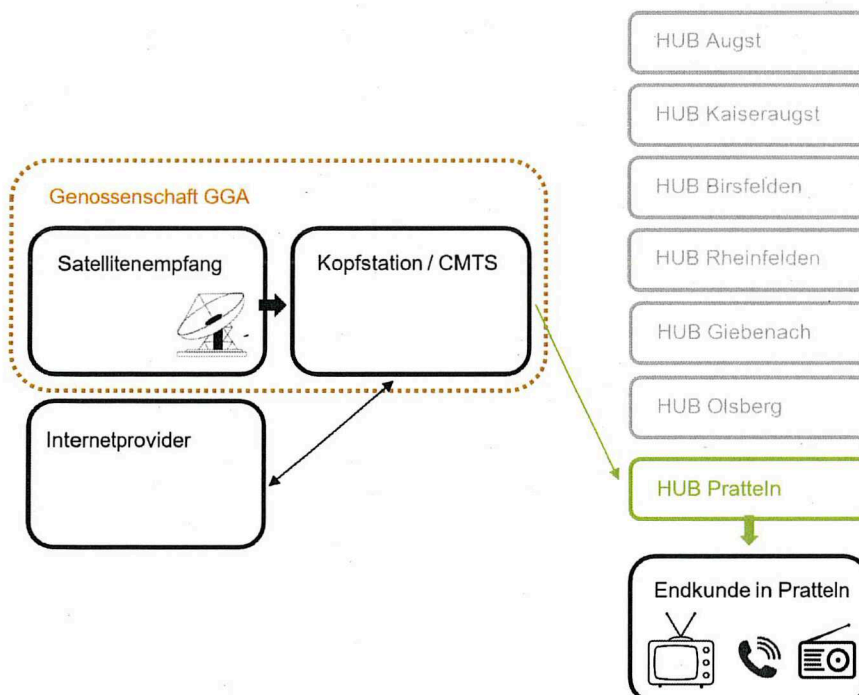 HUB Augst
HUB Kaiseraugst
HUB Birsfelden
HUB Rheinfelden
HUB Giebenach
HUB Olsberg
HUB Pratteln
Endkunde in Pratteln
Genossenschaft GGA
Satellitenempfang
Kopfstation / CMTS
Internetprovider